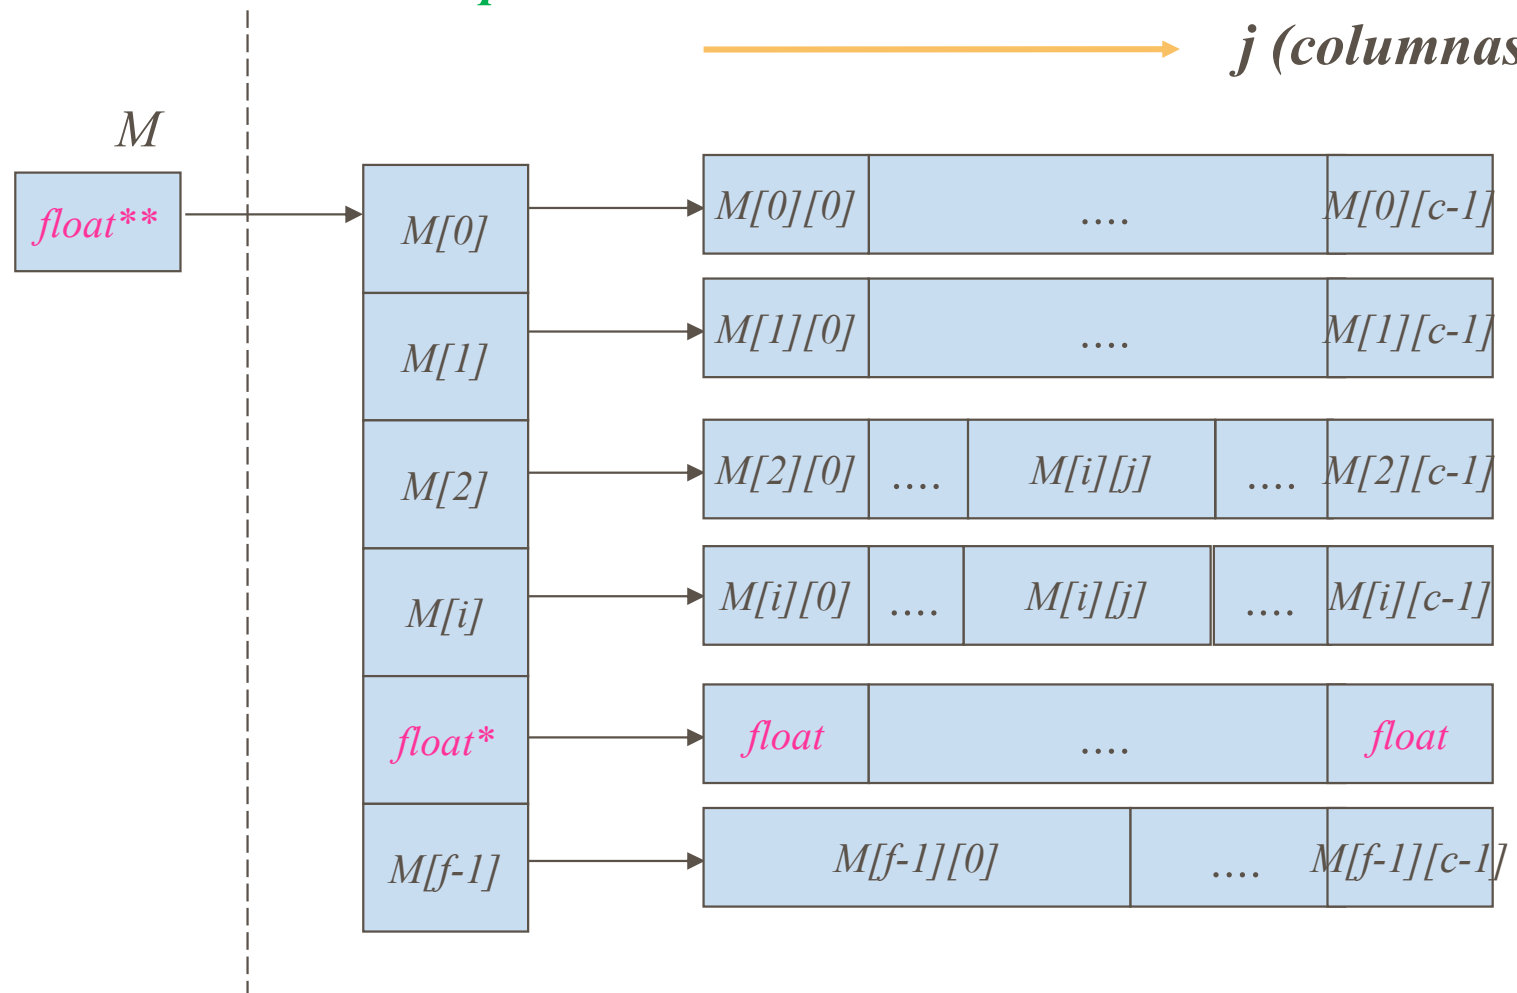 j (columnas
M
float**
M[0]
M[0][0]
....
M[0][c-1]
M[1]
M[1][0]
....
M[1][c-1]
M[2]
M[2][0]
....
M[i][j]
....
M[2][c-1]
M[i]
M[i][0]
....
M[i][j]
....
M[i][c-1]
float*
float
....
float
M[f-1]
M[f-1][0]
....
M[f-1][c-1]